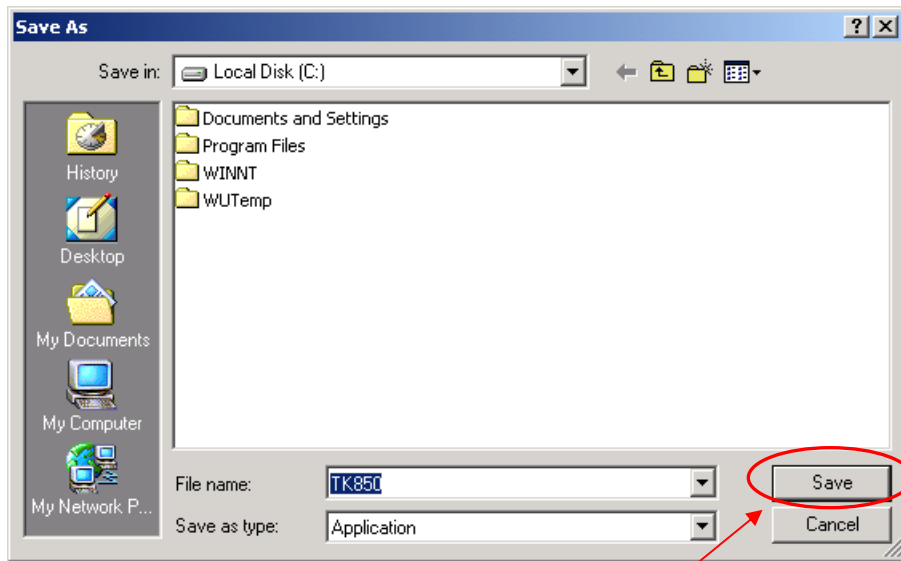 Save As
Save in:
Local Disk (C:)
History
Desktop
My Documents
My Computer
My Network P...
Documents and Settings
Program Files
WINNT
WUTemp
File name:
TK850
Save
Save as type:
Application
Cancel